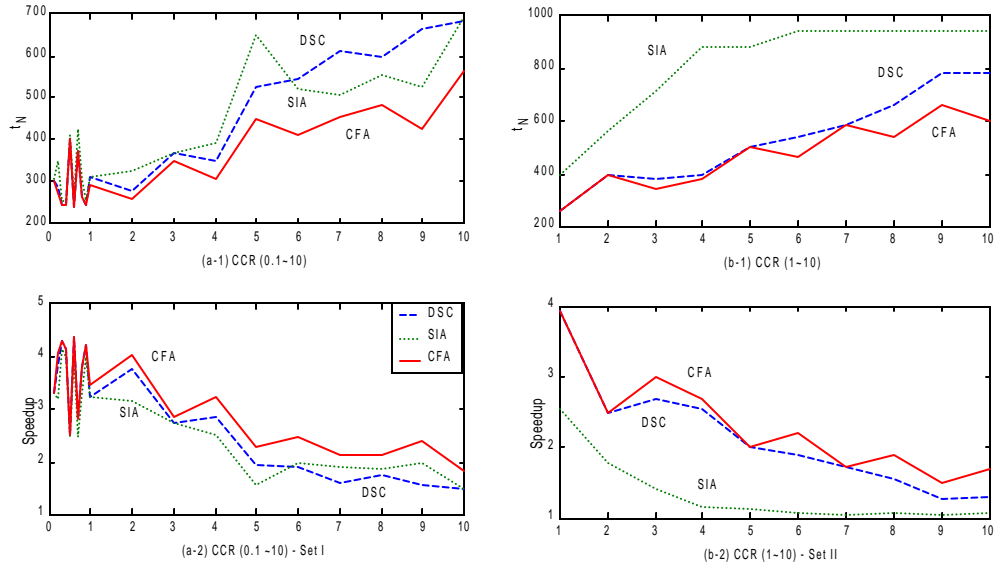 700
600
500
400
300
200
t_N
DSC
SIA
CFA
0 1 2 3 4 5 6 7 8 9 10
(a-1) CCR (0.1~10)
1000
800
600
400
200
t_N
SIA
DSC
CFA
1 2 3 4 5 6 7 8 9 10
(b-1) CCR (1~10)
5
4
3
2
1
Speedup
CFA
SIA
DSC
DSC
SIA
CFA
0 1 2 3 4 5 6 7 8 9 10
(a-2) CCR (0.1 ~10) - Set I
4
3
2
1
Speedup
CFA
DSC
SIA
1 2 3 4 5 6 7 8 9 10
(b-2) CCR (1~10) - Set II